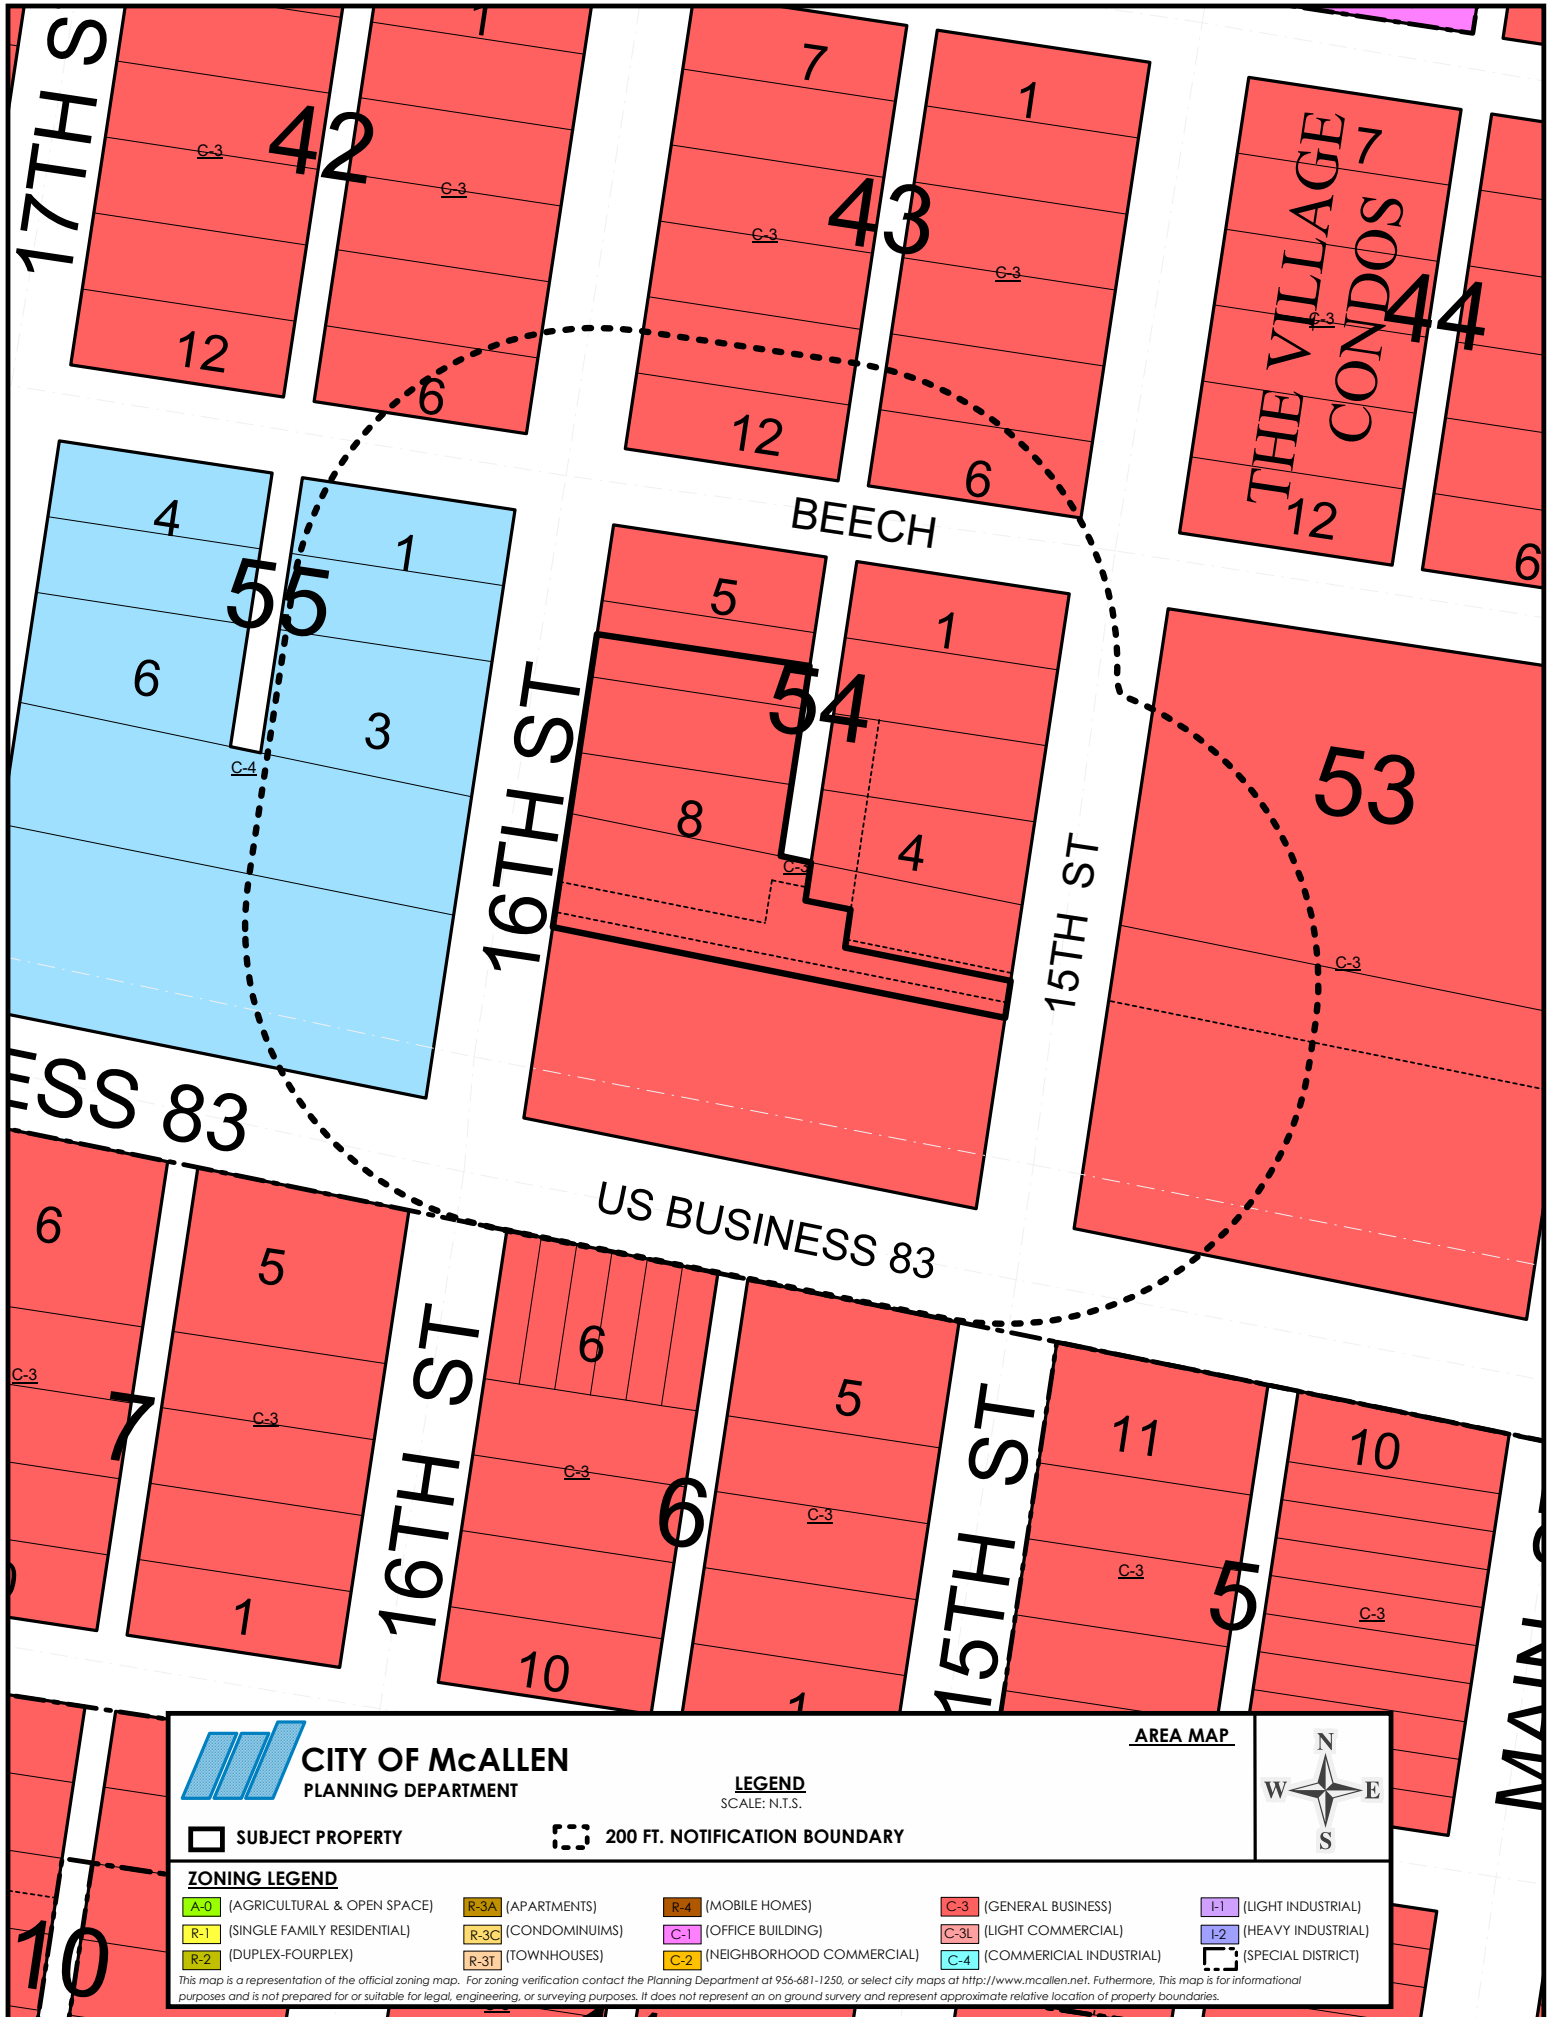 17TH S
1
7
1
7
42
C-3
C-3
43
C-3
C-3
THE VILLAGE
CONDOS
C-3
44
12
6
12
6
12
6
BEECH
4
1
55
6
3
C-4
16TH ST
5
1
54
8
4
C-3
15TH ST
53
C-3
ESS 83
US BUSINESS 83
6
5
C-3
7
C-3
1
16TH ST
6
5
C-3
6
C-3
10
1
15TH ST
11
10
C-3
5
C-3
MAIN
10
CITY OF McALLEN
PLANNING DEPARTMENT
AREA MAP
LEGEND
SCALE: N.T.S.
N
W E
S
SUBJECT PROPERTY
200 FT. NOTIFICATION BOUNDARY
ZONING LEGEND
A-0 (AGRICULTURAL & OPEN SPACE) R-3A (APARTMENTS) R-4 (MOBILE HOMES) C-3 (GENERAL BUSINESS) I-1 (LIGHT INDUSTRIAL)
R-1 (SINGLE FAMILY RESIDENTIAL) R-3C (CONDOMINUIMS) C-1 (OFFICE BUILDING) C-3L (LIGHT COMMERCIAL) I-2 (HEAVY INDUSTRIAL)
R-2 (DUPLEX-FOURPLEX) R-3T (TOWNHOUSES) C-2 (NEIGHBORHOOD COMMERCIAL) C-4 (COMMERICIAL INDUSTRIAL) (SPECIAL DISTRICT)
This map is a representation of the official zoning map. For zoning verification contact the Planning Department at 956-681-1250, or select city maps at http://www.mcallen.net. Futhermore, This map is for informational
purposes and is not prepared for or suitable for legal, engineering, or surveying purposes. It does not represent an on ground survey and represent approximate relative location of property boundaries.